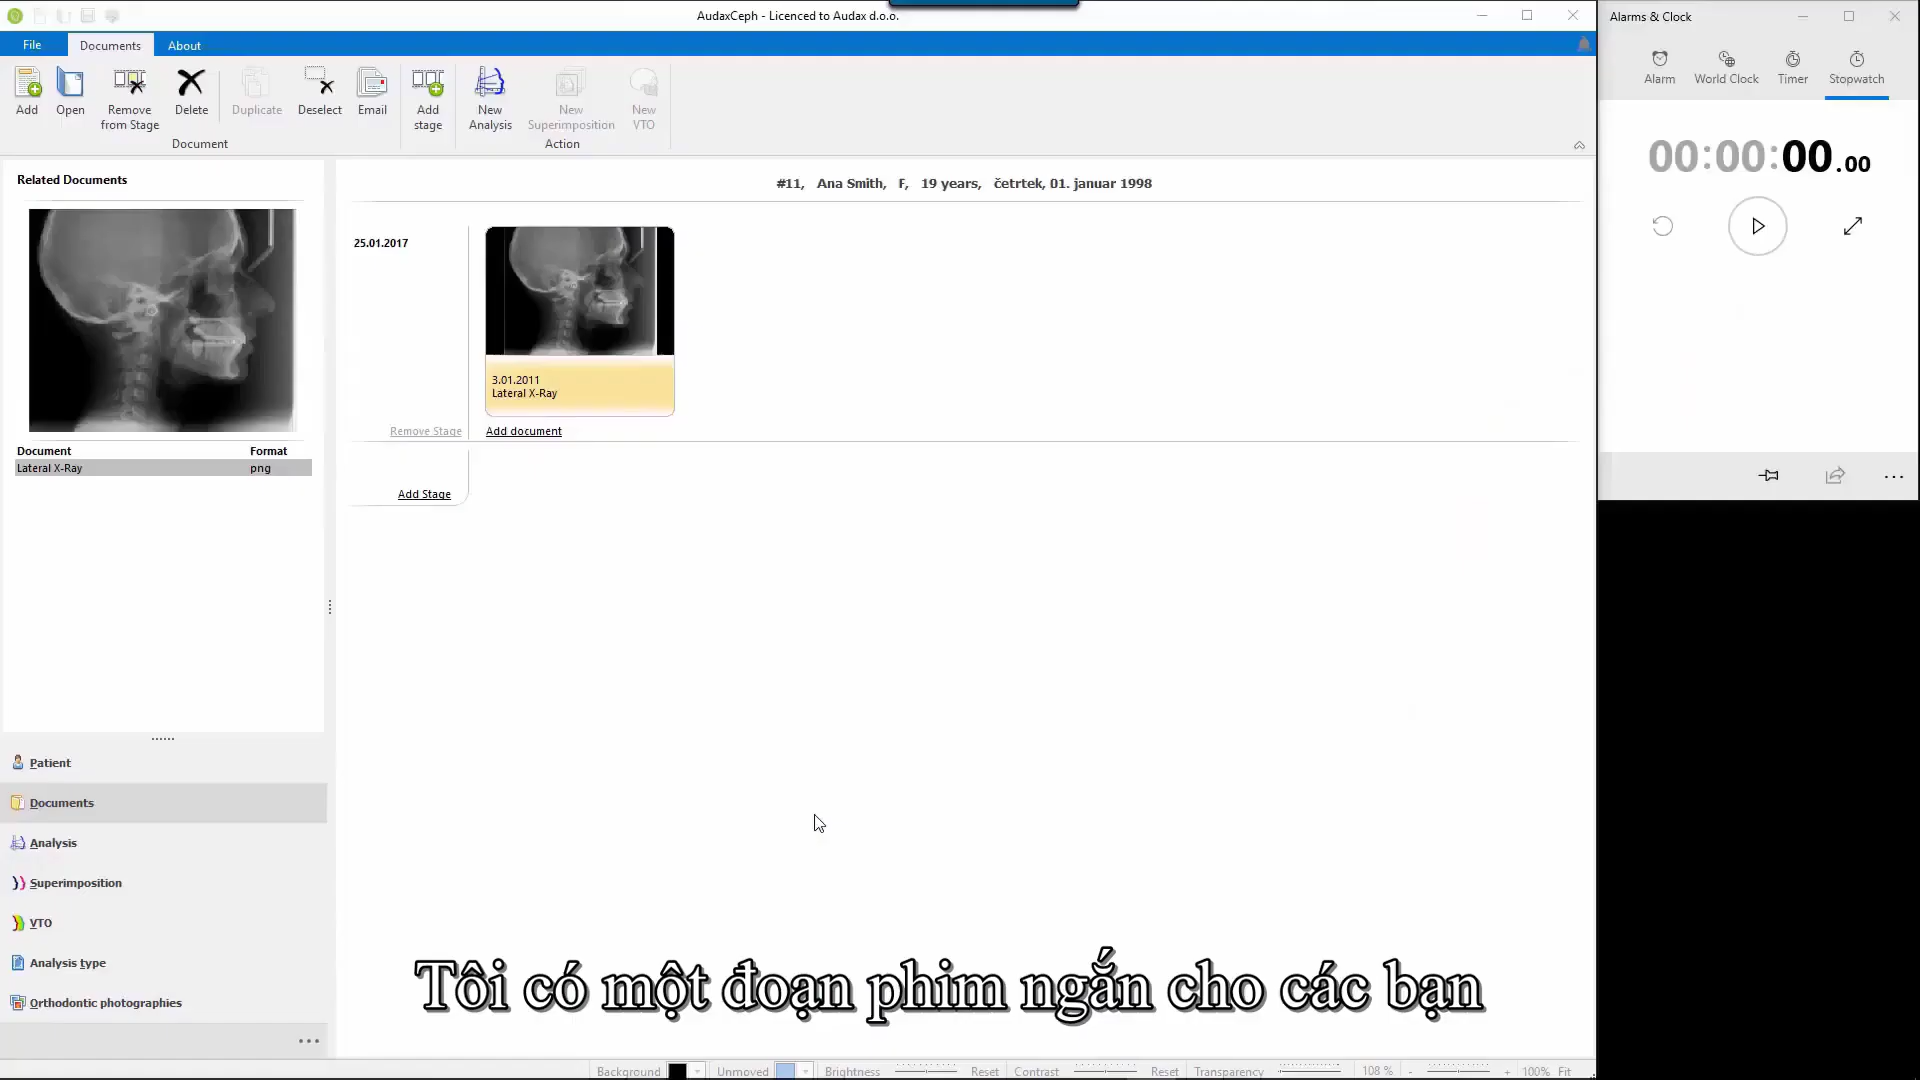 AudaxCeph - Licenced to Audax d.o.o.
File Documents About
Add Open Remove from Stage Delete Duplicate Deselect Email Add stage New Analysis New Superimposition New VTO
Document Action
Related Documents
Document Format
Lateral X-Ray png
#11, Ana Smith, F, 19 years, četrtek, 01. januar 1998
25.01.2017
3.01.2011
Lateral X-Ray
Remove Stage Add document
Add Stage
Patient
Documents
Analysis
Superimposition
VTO
Analysis type
Orthodontic photographies
Tôi có một đoạn phim ngắn cho các bạn
Background Unmoved Brightness Reset Contrast Reset Transparency 108 % - + 100% Fit
Alarms & Clock
Alarm World Clock Timer Stopwatch
00:00:00.00